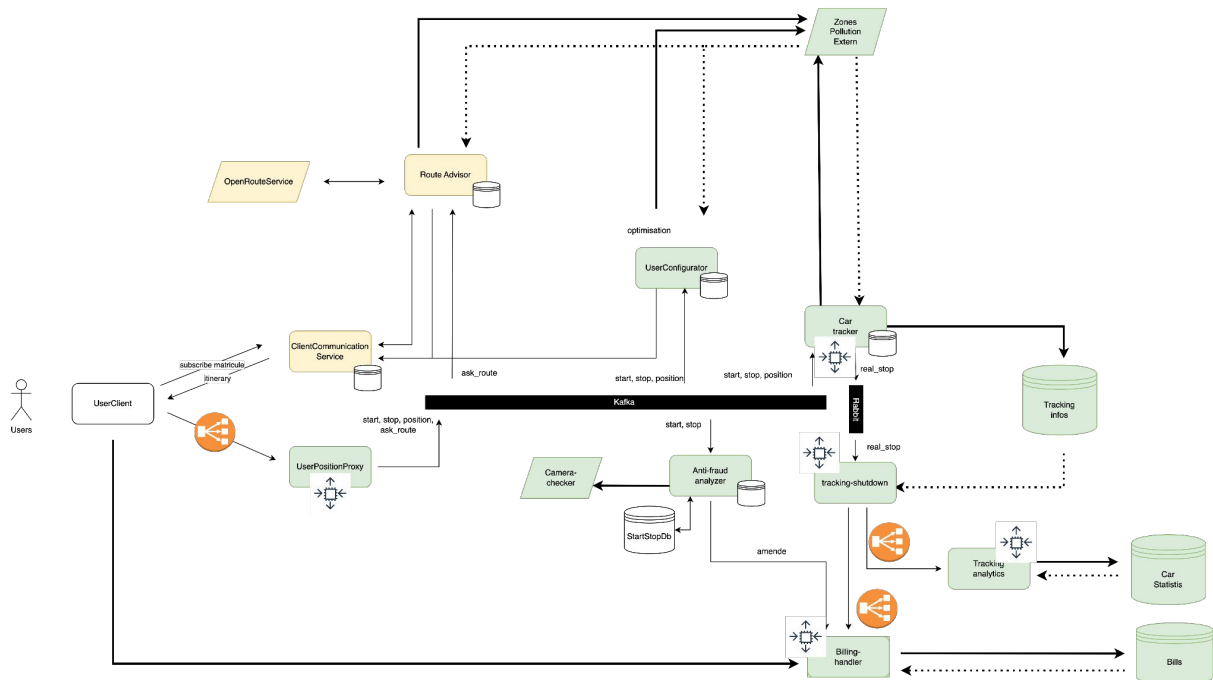 Zones
Pollution
Extern
OpenRouteService
Route Advisor
optimisation
UserConfigurator
Car
tracker
ClientCommunication
Service
subscribe matricule
itinerary
ask_route
start, stop, position
start, stop, position
real_stop
Users
UserClient
Kafka
Rabbit
Tracking
infos
start, stop, position,
ask_route
start, stop
real_stop
UserPositionProxy
Camera-
checker
Anti-fraud
analyzer
tracking-shutdown
StartStopDb
amende
Tracking
analytics
Car
Statistis
Billing-
handler
Bills